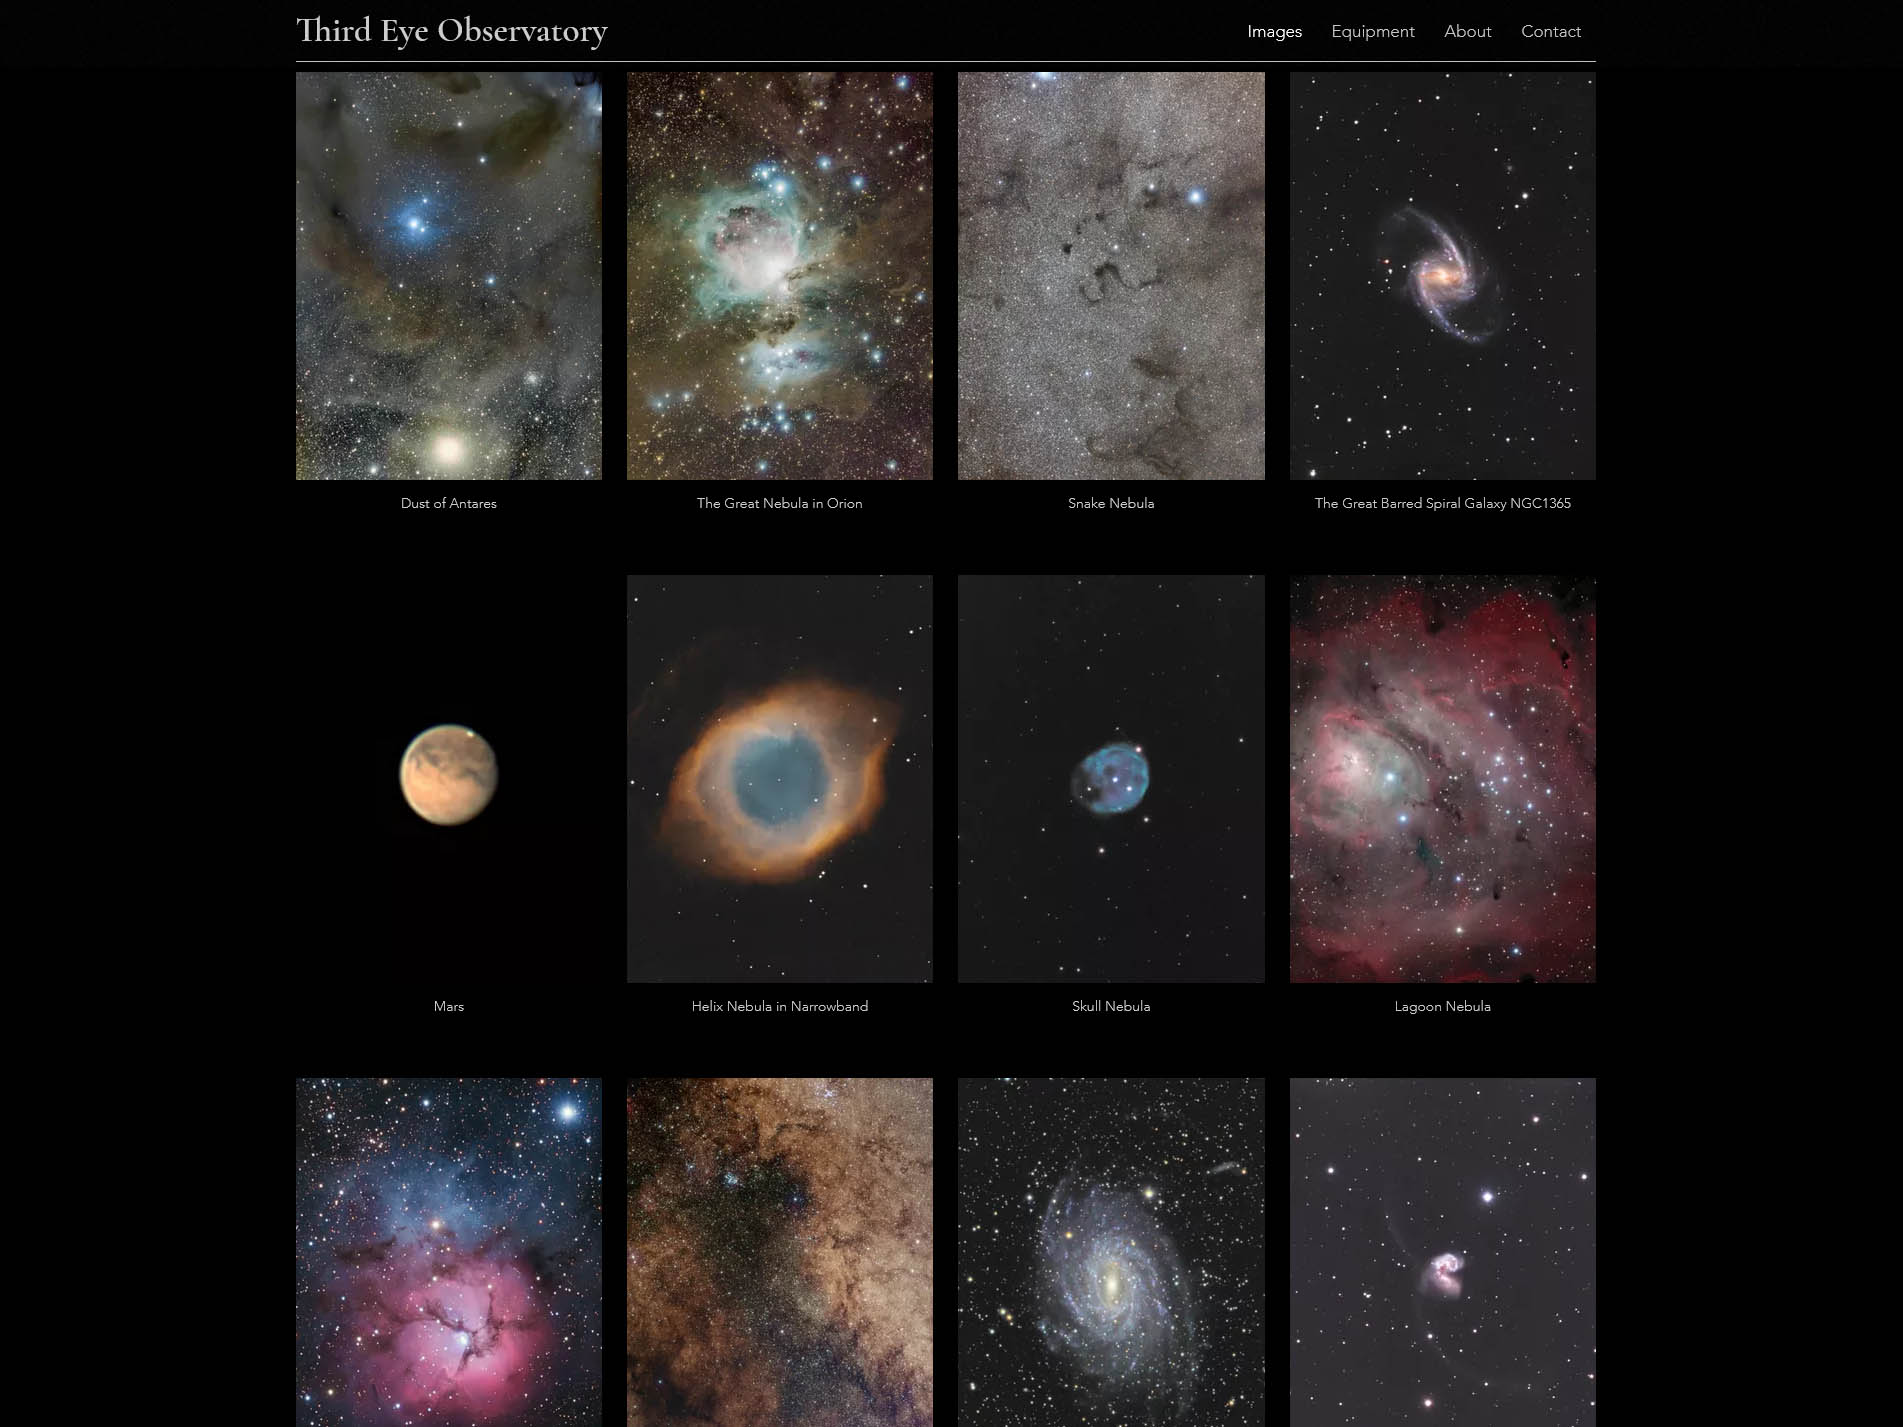 Third Eye Observatory
Images Equipment About Contact
Dust of Antares
The Great Nebula in Orion
Snake Nebula
The Great Barred Spiral Galaxy NGC1365
Mars
Helix Nebula in Narrowband
Skull Nebula
Lagoon Nebula